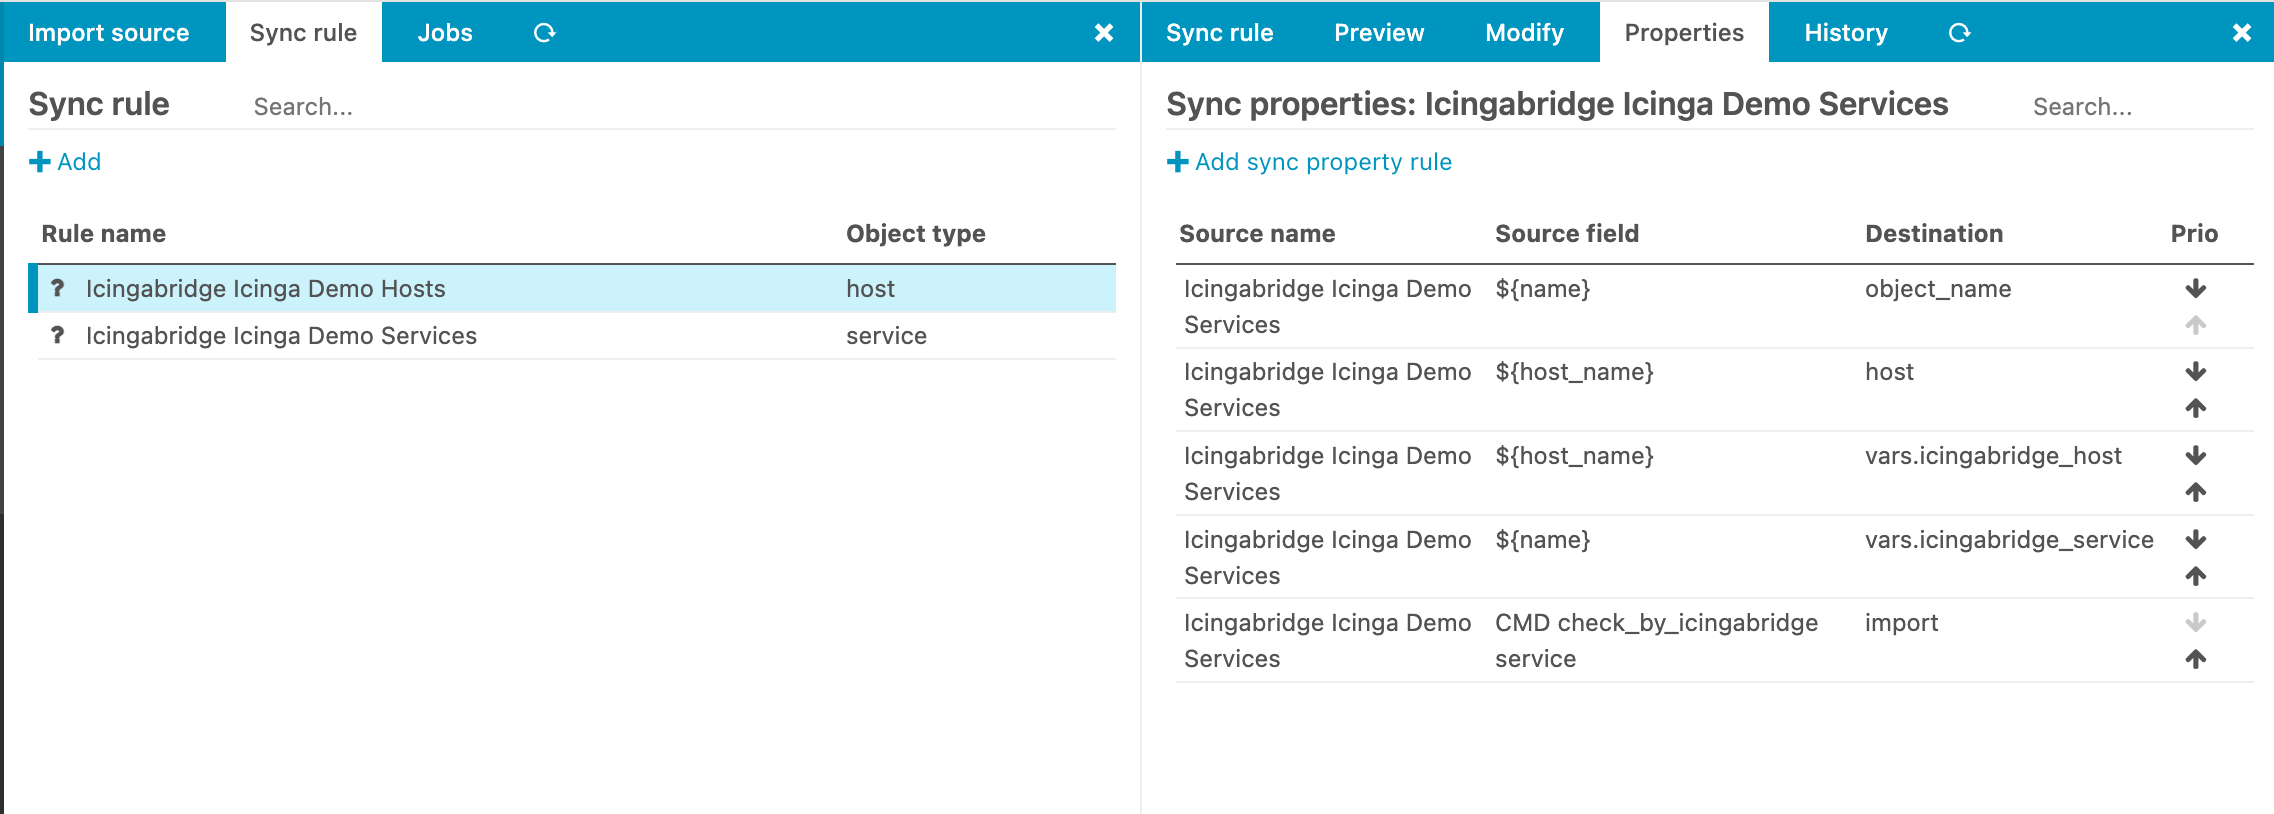 Import source Sync rule Jobs
Sync rule Search...
Add
Rule name Object type
? Icingabridge Icinga Demo Hosts host
? Icingabridge Icinga Demo Services service
Sync rule Preview Modify Properties History
Sync properties: Icingabridge Icinga Demo Services Search...
Add sync property rule
Source name Source field Destination Prio
Icingabridge Icinga Demo ${name} object_name
Services
Icingabridge Icinga Demo ${host_name} host
Services
Icingabridge Icinga Demo ${host_name} vars.icingabridge_host
Services
Icingabridge Icinga Demo ${name} vars.icingabridge_service
Services
Icingabridge Icinga Demo CMD check_by_icingabridge import
Services service